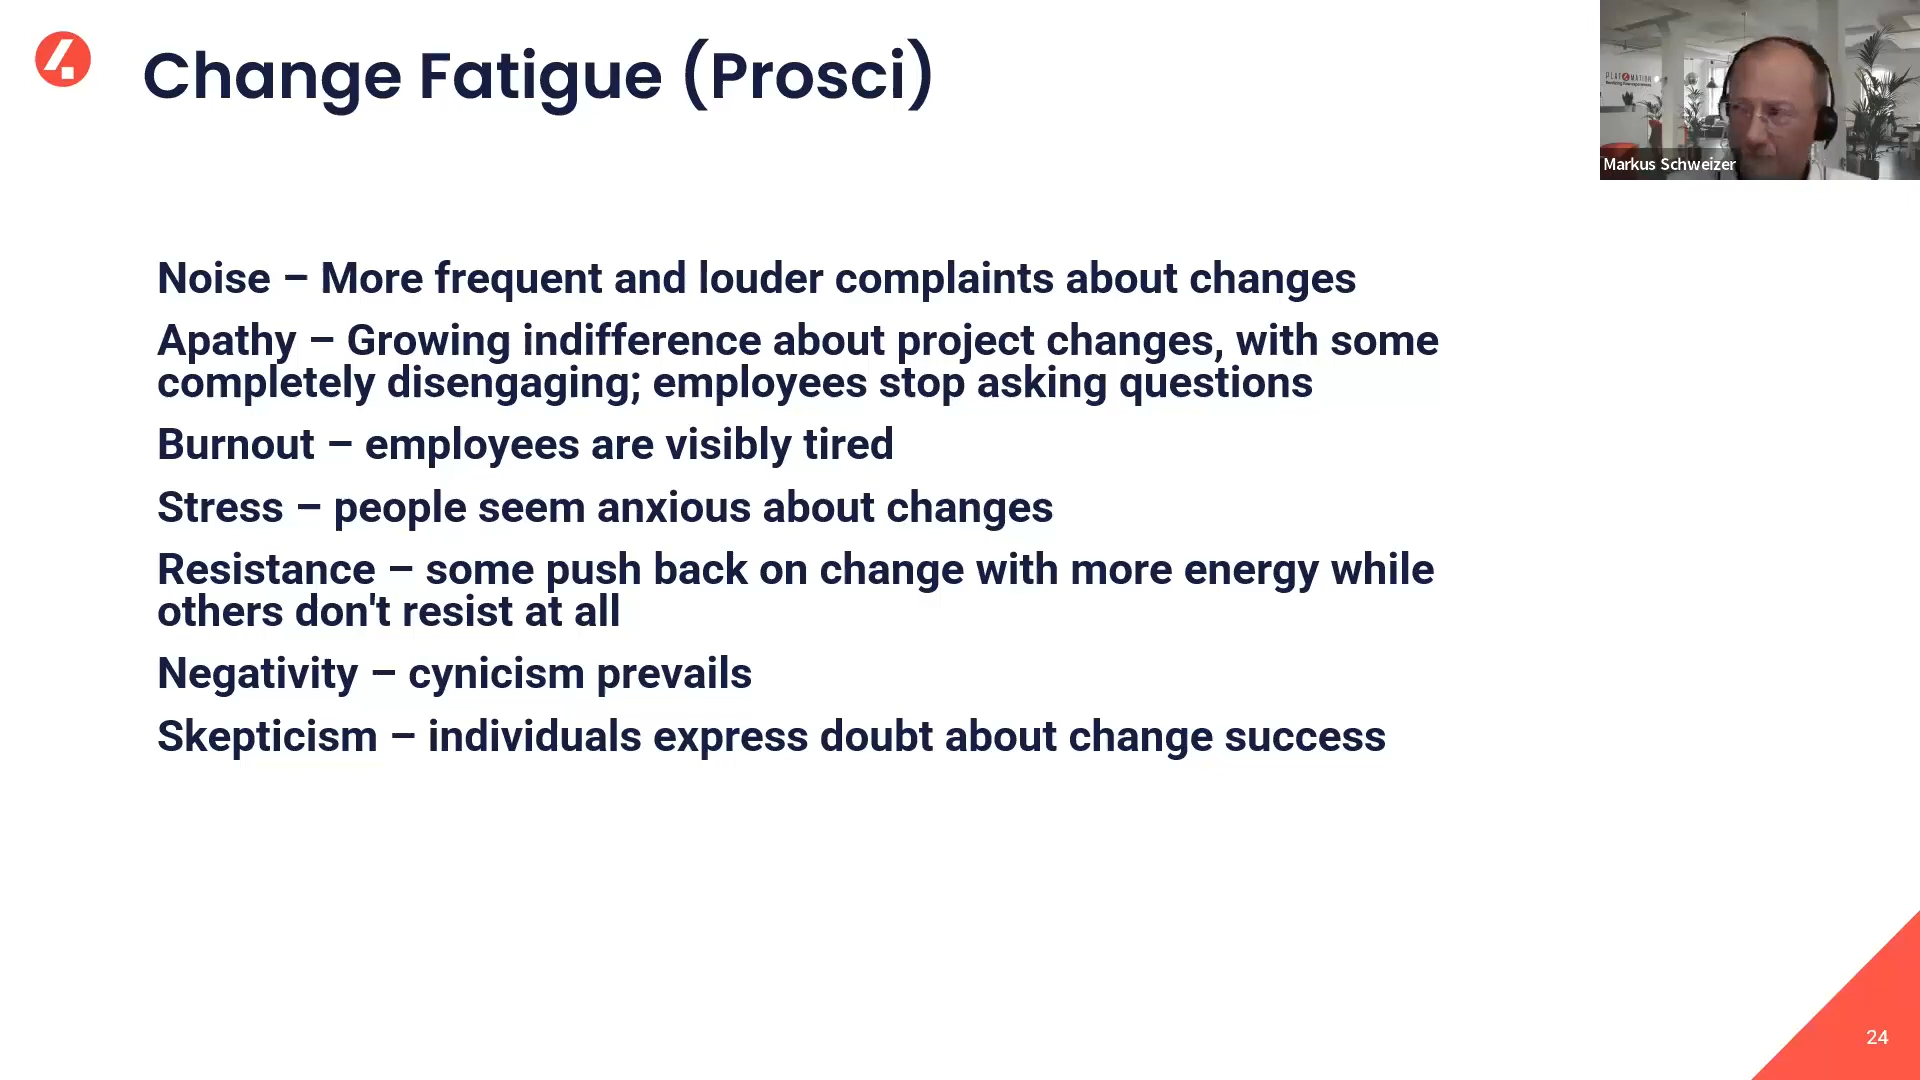 Change Fatigue (Prosci)
Markus Schweizer
Noise – More frequent and louder complaints about changes
Apathy – Growing indifference about project changes, with some
completely disengaging; employees stop asking questions
Burnout – employees are visibly tired
Stress – people seem anxious about changes
Resistance – some push back on change with more energy while
others don't resist at all
Negativity – cynicism prevails
Skepticism – individuals express doubt about change success
24